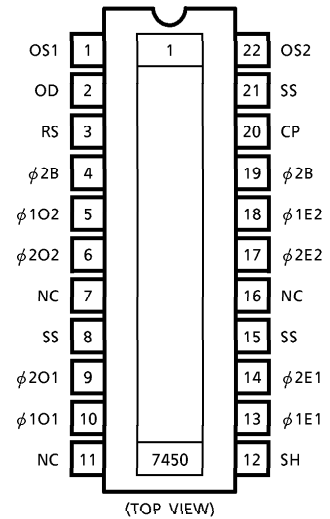 OS1 1 1 22 OS2
OD 2 21 SS
RS 3 20 CP
ϕ2B 4 19 ϕ2B
ϕ1O2 5 18 ϕ1E2
ϕ2O2 6 17 ϕ2E2
NC 7 16 NC
SS 8 15 SS
ϕ2O1 9 14 ϕ2E1
ϕ1O1 10 13 ϕ1E1
NC 11 7450 12 SH
(TOP VIEW)